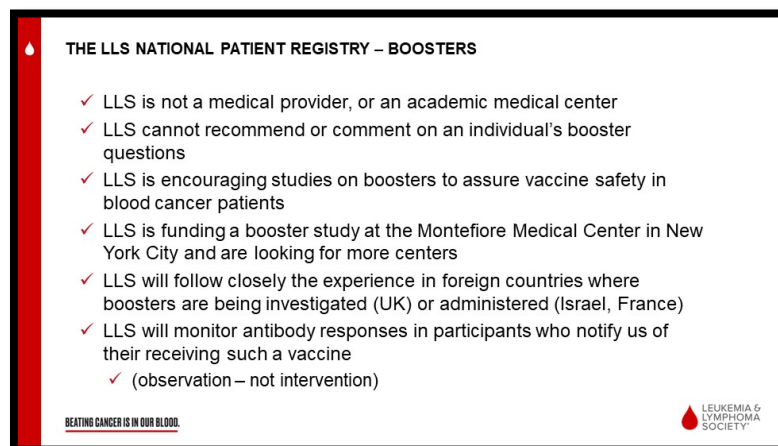 THE LLS NATIONAL PATIENT REGISTRY – BOOSTERS
✓ LLS is not a medical provider, or an academic medical center
✓ LLS cannot recommend or comment on an individual's booster
questions
✓ LLS is encouraging studies on boosters to assure vaccine safety in
blood cancer patients
✓ LLS is funding a booster study at the Montefiore Medical Center in New
York City and are looking for more centers
✓ LLS will follow closely the experience in foreign countries where
boosters are being investigated (UK) or administered (Israel, France)
✓ LLS will monitor antibody responses in participants who notify us of
their receiving such a vaccine
✓ (observation – not intervention)
BEATING CANCER IS IN OUR BLOOD.
LEUKEMIA &
LYMPHOMA
SOCIETY